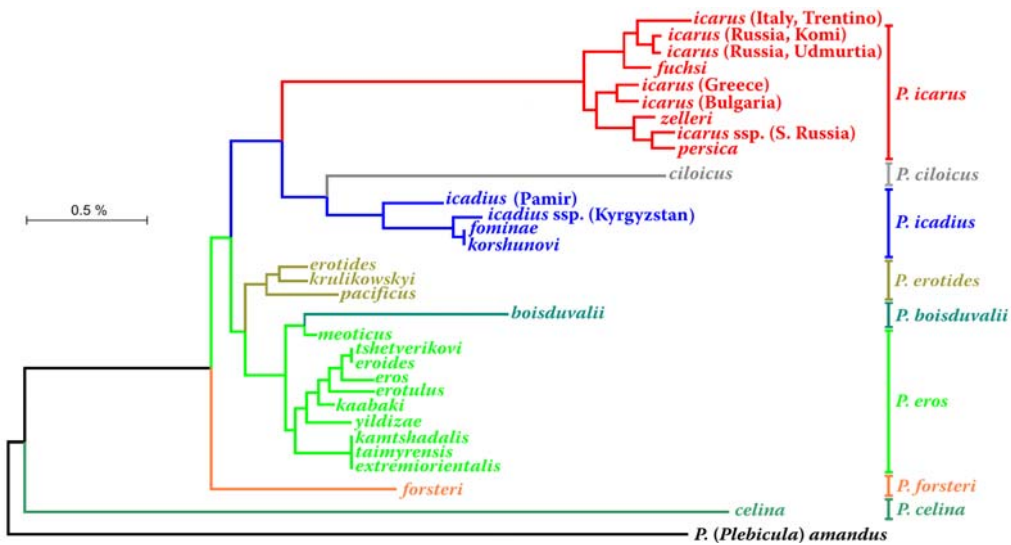 icarus (Italy, Trentino)
icarus (Russia, Komi)
icarus (Russia, Udmurtia)
fuchsi
icarus (Greece)
icarus (Bulgaria)
zelleri
icarus ssp. (S. Russia)
persica
P. icarus
ciloicus
P. ciloicus
icadius (Pamir)
icadius ssp. (Kyrgyzstan)
fominae
korshunovi
P. icadius
0.5 %
erotides
krulikowskyi
pacificus
P. erotides
boisduvalii
P. boisduvalii
meoticus
tshetverikovi
eroides
eros
erotulus
kaabaki
yildizae
kamtshadalis
taimyrensis
extremiorientalis
P. eros
forsteri
P. forsteri
celina
P. celina
P. (Plebicula) amandus